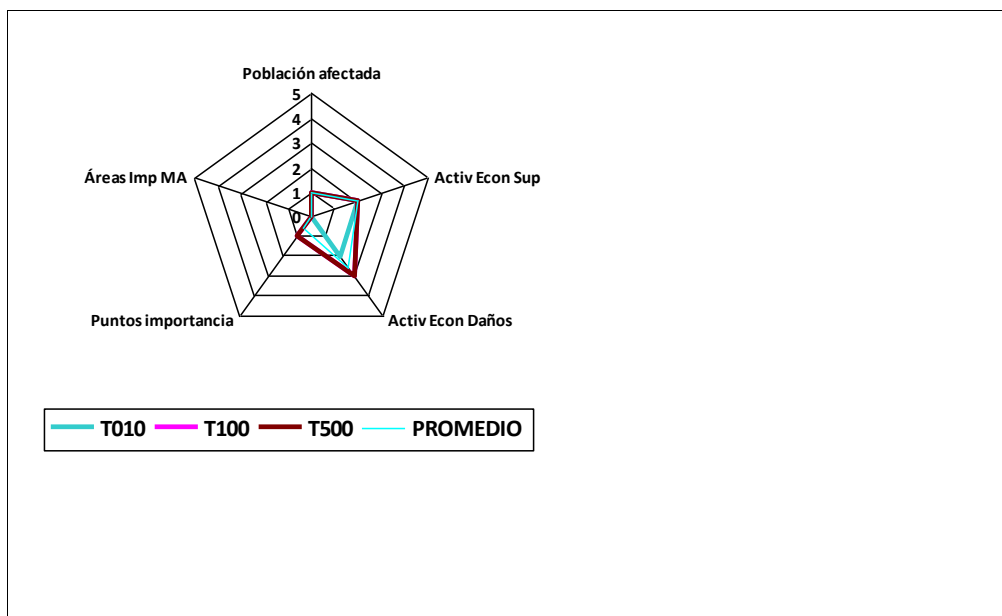 Población afectada
5
4
3
2
1
0
Áreas Imp MA
Activ Econ Sup
Puntos importancia
Activ Econ Daños
T010 T100 T500 PROMEDIO